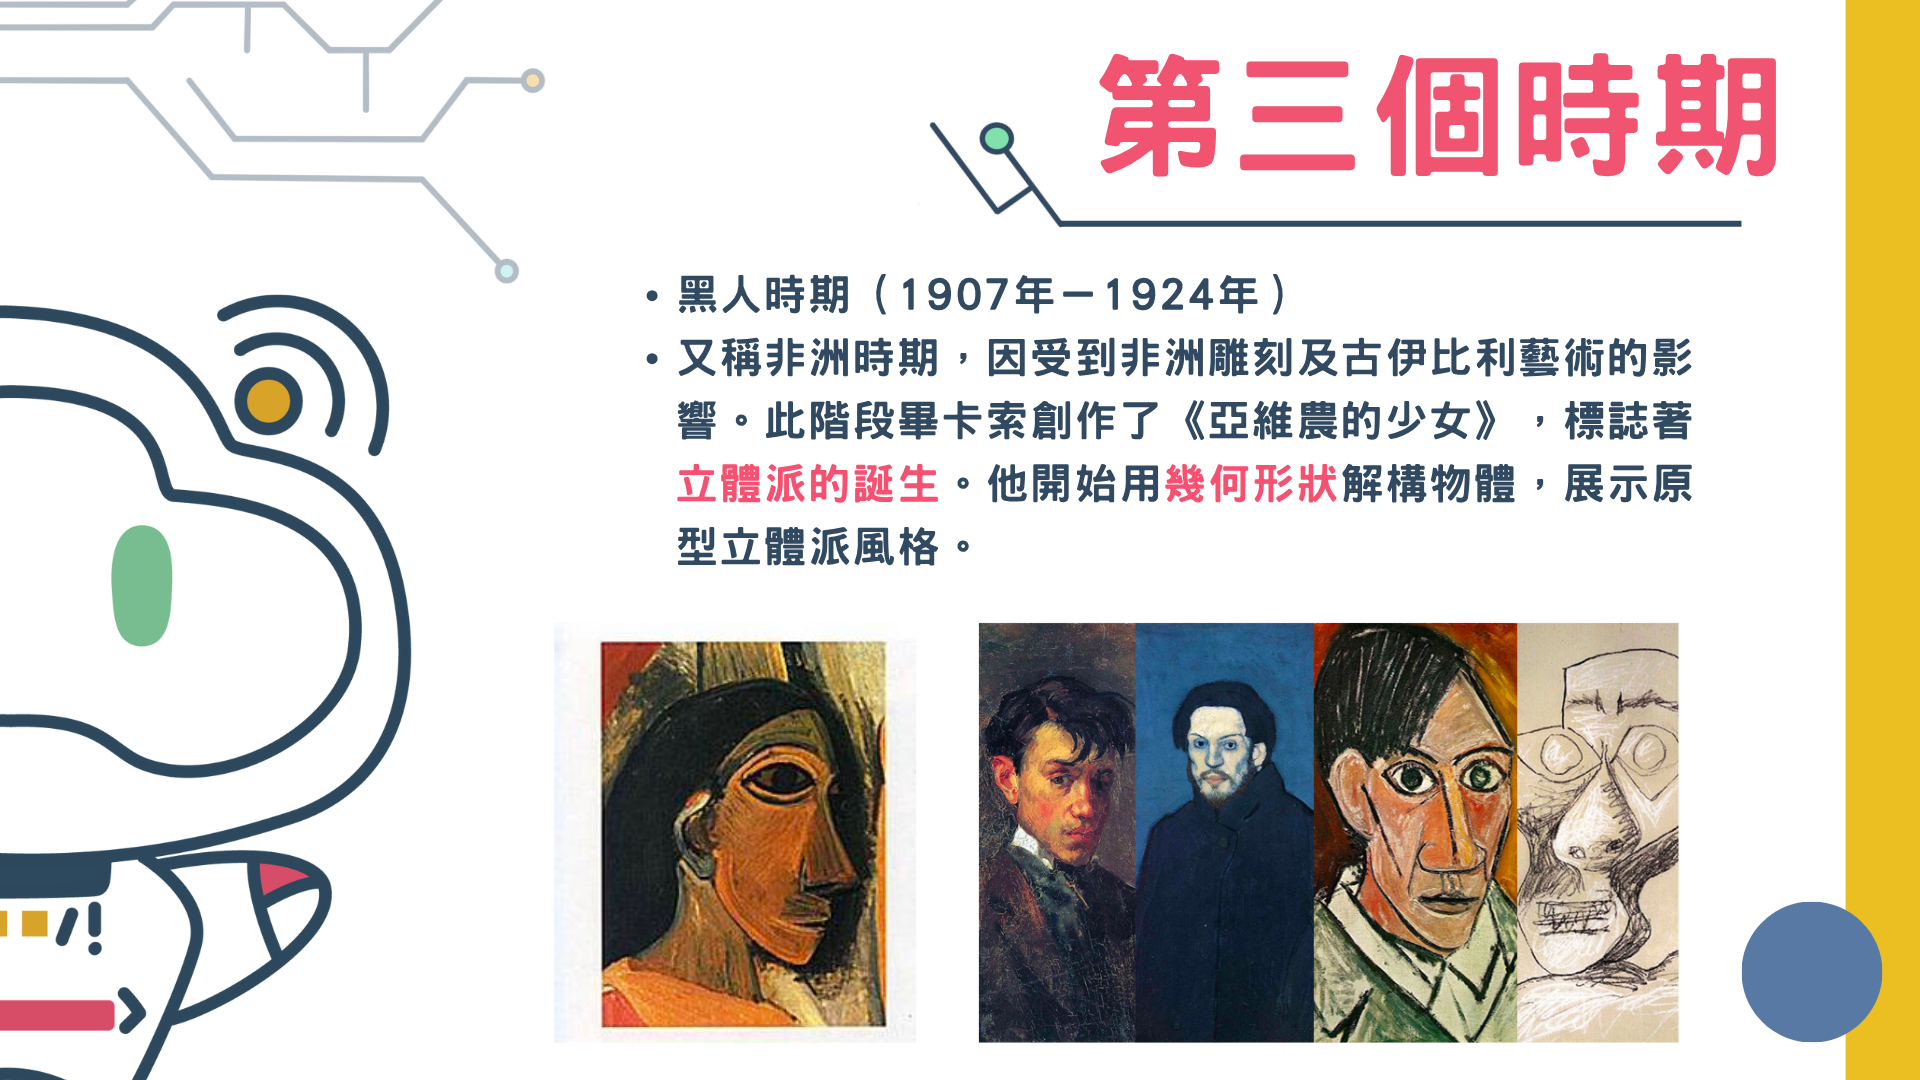 第三個時期
• 黑人時期（1907年－1924年）
• 又稱非洲時期，因受到非洲雕刻及古伊比利藝術的影
響。此階段畢卡索創作了《亞維農的少女》，標誌著
立體派的誕生。他開始用幾何形狀解構物體，展示原
型立體派風格。
/!